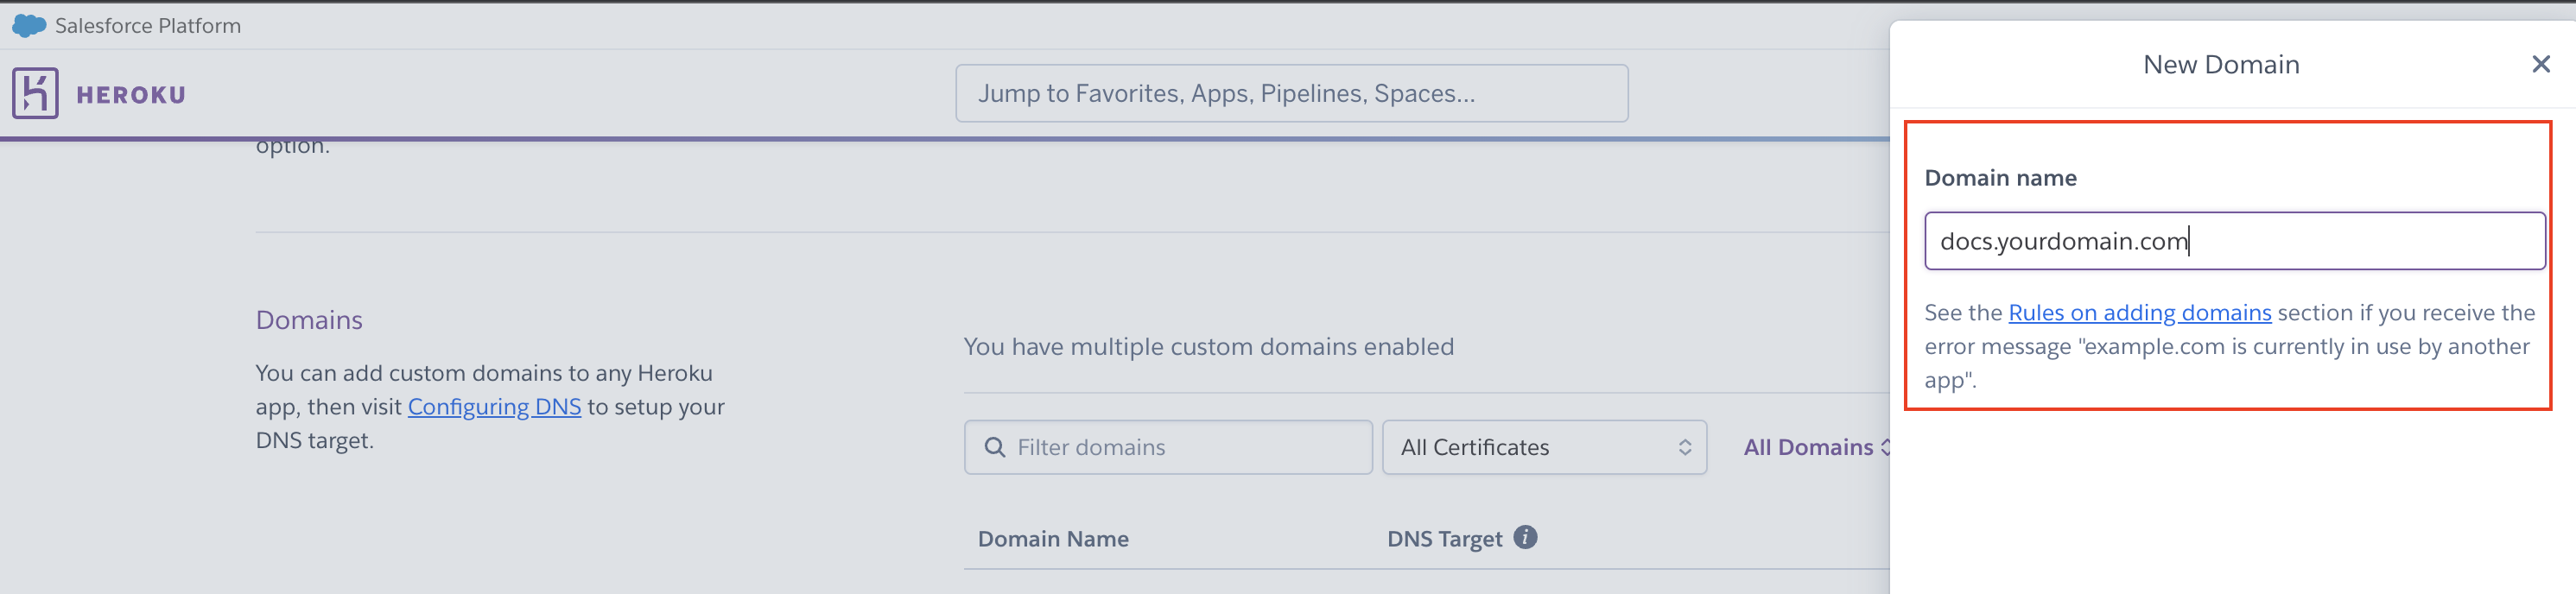 Salesforce Platform
HEROKU
Jump to Favorites, Apps, Pipelines, Spaces...
option.
Domains
You can add custom domains to any Heroku
app, then visit Configuring DNS to setup your
DNS target.
You have multiple custom domains enabled
Filter domains
All Certificates
All Domains
Domain Name
DNS Target
New Domain
Domain name
docs.yourdomain.com
See the Rules on adding domains section if you receive the
error message "example.com is currently in use by another
app".